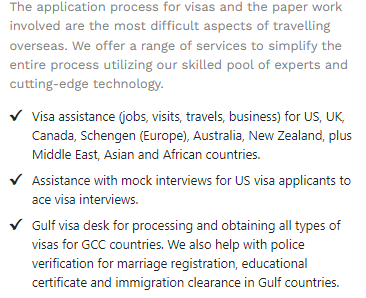 The application process for visas and the paper work
involved are the most difficult aspects of travelling
overseas. We offer a range of services to simplify the
entire process utilizing our skilled pool of experts and
cutting-edge technology.
✓ Visa assistance (jobs, visits, travels, business) for US, UK,
Canada, Schengen (Europe), Australia, New Zealand, plus
Middle East, Asian and African countries.
✓ Assistance with mock interviews for US visa applicants to
ace visa interviews.
✓ Gulf visa desk for processing and obtaining all types of
visas for GCC countries. We also help with police
verification for marriage registration, educational
certificate and immigration clearance in Gulf countries.